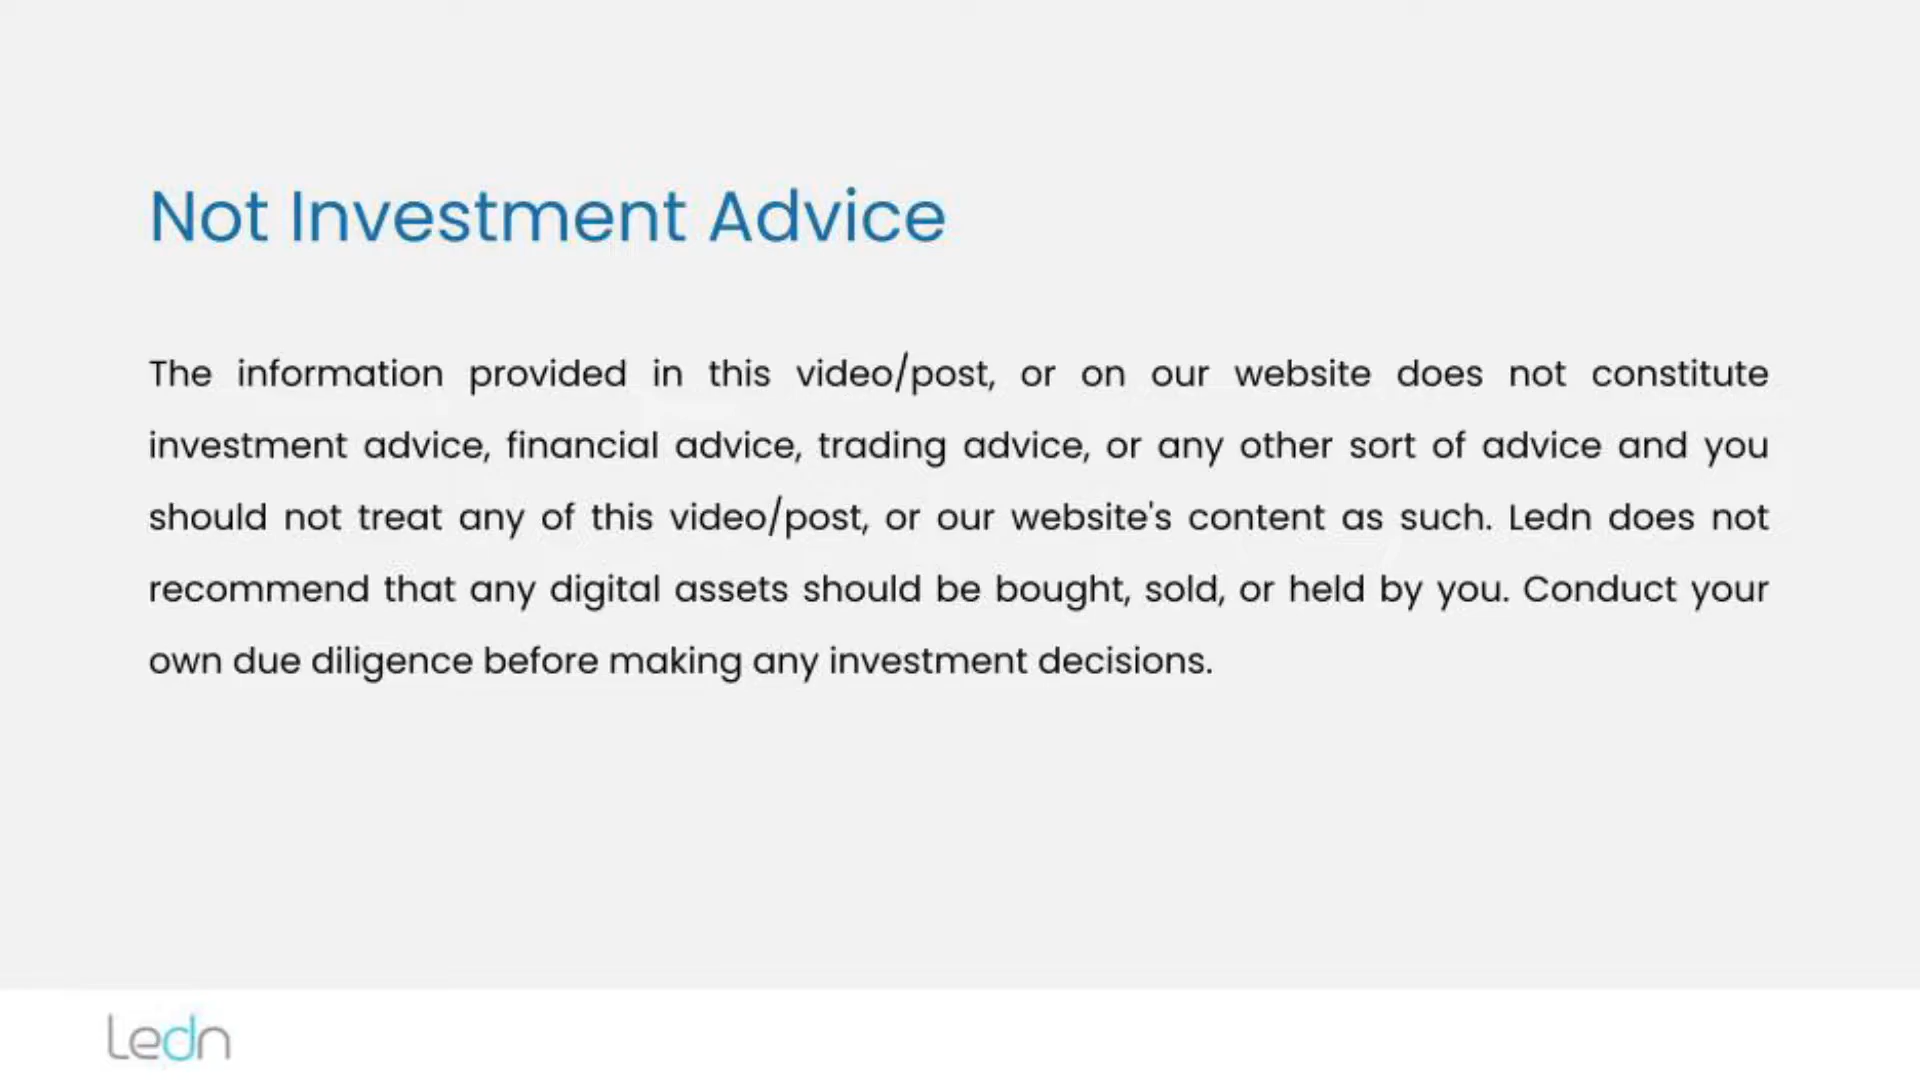 Not Investment Advice
The information provided in this video/post, or on our website does not constitute
investment advice, financial advice, trading advice, or any other sort of advice and you
should not treat any of this video/post, or our website's content as such. Ledn does not
recommend that any digital assets should be bought, sold, or held by you. Conduct your
own due diligence before making any investment decisions.
Ledn